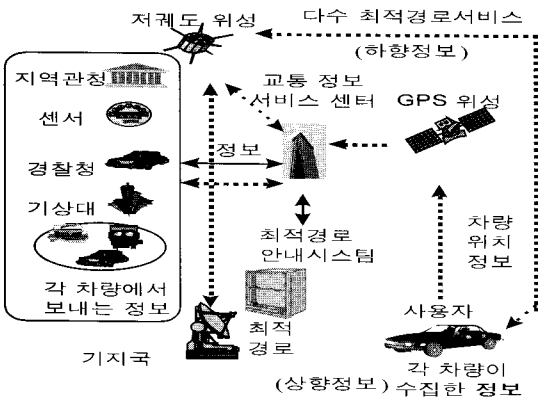 저궤도 위성
다수 최적경로서비스
(하향정보)
지역관청
교통 정보
서비스 센터
GPS 위성
센서
경찰청
정보
기상대
최적경로
안내시스팀
차량
위치
정보
각 차량에서
보내는 정보
최적
경로
사용자
기지국
각 차량이
수집한 정보
(상향정보)